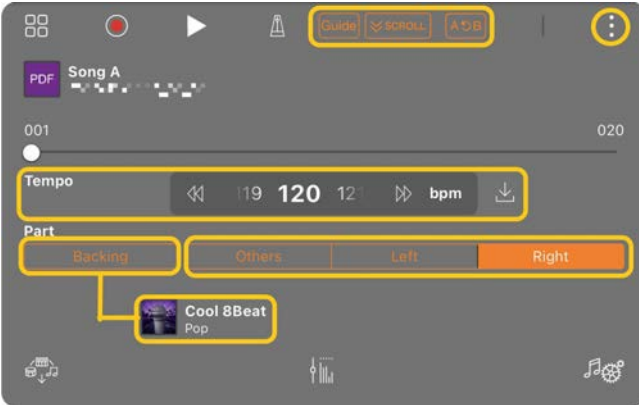 Guide SCROLL A B
PDF Song A
001 020
Tempo
119 120 121 bpm
Part
Backing Others Left Right
Cool 8Beat
Pop